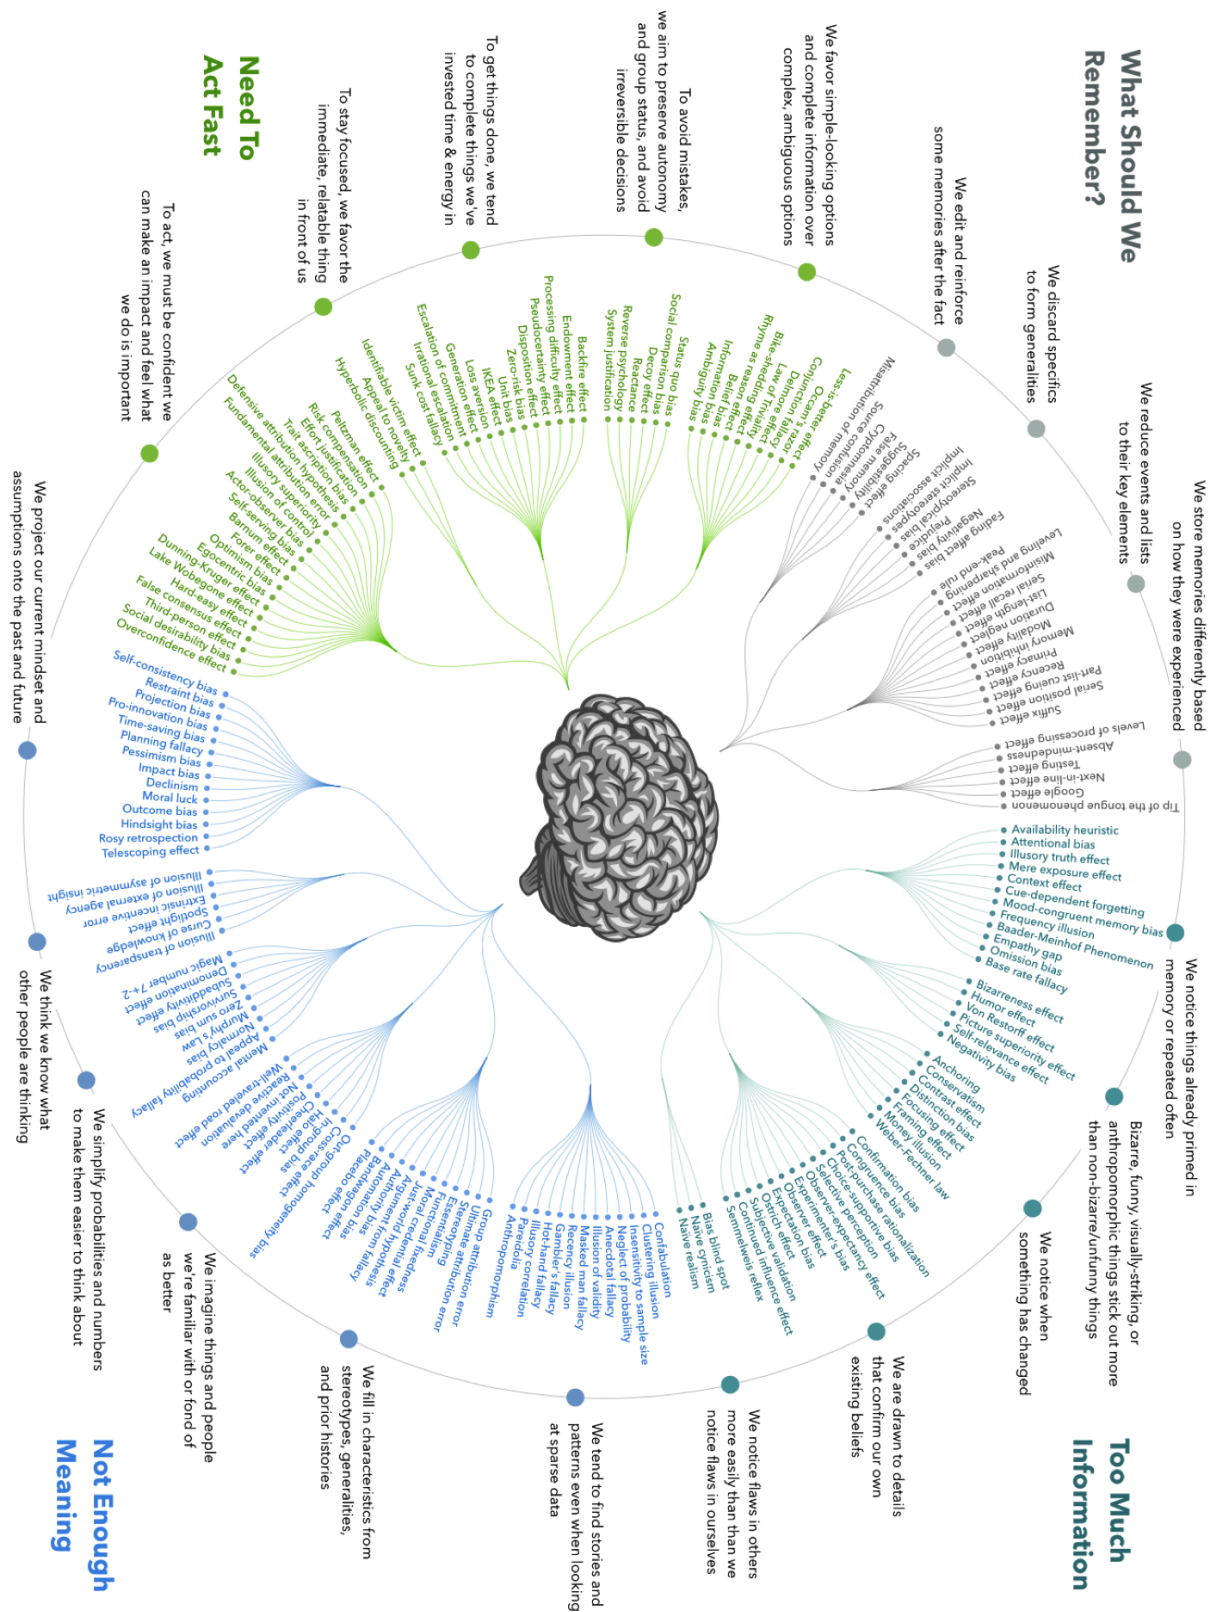 What Should We
Remember?
We store memories differently based
on how they were experienced
We reduce events and lists
to their key elements
We discard specifics
to form generalities
We edit and reinforce
some memories after the fact
Tip of the tongue phenomenon
Google effect
Next-in-line effect
Testing effect
Absent-mindedness
Levels of processing effect
Suffix effect
Serial position effect
Part-list cueing effect
Recency effect
Primacy effect
Memory inhibition
Modality effect
Duration neglect
List-length effect
Serial recall effect
Misinformation effect
Leveling and sharpening
Peak-end rule
Fading affect bias
Negativity bias
Prejudice
Stereotypical bias
Implicit stereotypes
Implicit associations
Spacing effect
Suggestibility
False memory
Cryptomnesia
Source confusion
Misattribution of memory
Too Much
Information
We notice things already primed in
memory or repeated often
Bizarre, funny, visually-striking, or
anthropomorphic things stick out more
than non-bizarre/unfunny things
We notice when
something has changed
We are drawn to details
that confirm our own
existing beliefs
We notice flaws in others
more easily than than we
notice flaws in ourselves
Availability heuristic
Attentional bias
Illusory truth effect
Mere exposure effect
Context effect
Cue-dependent forgetting
Mood-congruent memory bias
Frequency illusion
Baader-Meinhof Phenomenon
Empathy gap
Omission bias
Base rate fallacy
Bizarreness effect
Humor effect
Von Restorff effect
Picture superiority effect
Self-relevance effect
Negativity bias
Anchoring
Conservatism
Contrast effect
Distinction bias
Focusing effect
Framing effect
Money illusion
Weber-Fechner law
Confirmation bias
Congruence bias
Post-purchase rationalization
Choice-supportive bias
Selective perception
Observer-expectancy effect
Experimenter's bias
Observer effect
Expectation bias
Ostrich effect
Subjective validation
Continued influence effect
Semmelweis reflex
Bias blind spot
Naïve cynicism
Naïve realism
Need To
Act Fast
We favor simple-looking options
and complete information over
complex, ambiguous options
To avoid mistakes,
we aim to preserve autonomy
and group status, and avoid
irreversible decisions
To get things done, we tend
to complete things we've
invested time & energy in
To stay focused, we favor the
immediate, relatable thing
in front of us
To act, we must be confident we
can make an impact and feel what
we do is important
Less-is-better effect
Occam's razor
Conjunction fallacy
Delmore effect
Law of Triviality
Bike-shedding effect
Rhyme as reason effect
Belief bias
Information bias
Ambiguity bias
Status quo bias
Social comparison bias
Decoy effect
Reactance
Reverse psychology
System justification
Backfire effect
Endowment effect
Processing difficulty effect
Pseudocertainty effect
Disposition effect
Zero-risk bias
Unit bias
IKEA effect
Loss aversion
Generation effect
Escalation of commitment
Irrational escalation
Sunk cost fallacy
Identifiable victim effect
Appeal to novelty
Hyperbolic discounting
Peltzman effect
Risk compensation
Effort justification
Trait ascription bias
Defensive attribution hypothesis
Fundamental attribution error
Illusory superiority
Illusion of control
Actor-observer bias
Self-serving bias
Barnum effect
Forer effect
Optimism bias
Egocentric bias
Dunning-Kruger effect
Lake Wobegone effect
Hard-easy effect
False consensus effect
Third-person effect
Social desirability bias
Overconfidence effect
Not Enough
Meaning
We tend to find stories and
patterns even when looking
at sparse data
We fill in characteristics from
stereotypes, generalities,
and prior histories
We imagine things and people
we're familiar with or fond of
as better
We simplify probabilities and numbers
to make them easier to think about
We think we know what
other people are thinking
We project our current mindset and
assumptions onto the past and future
Confabulation
Clustering illusion
Insensitivity to sample size
Neglect of probability
Anecdotal fallacy
Illusion of validity
Masked man fallacy
Recency illusion
Gambler's fallacy
Hot-hand fallacy
Illusory correlation
Pareidolia
Anthropomorphism
Group attribution error
Ultimate attribution error
Stereotyping
Essentialism
Functional fixedness
Moral credential effect
Just-world hypothesis
Argument from fallacy
Authority bias
Automation bias
Bandwagon effect
Placebo effect
Out-group homogeneity bias
Cross-race effect
In-group bias
Halo effect
Cheerleader effect
Positivity effect
Not invented here
Reactive devaluation
Well-traveled road effect
Mental accounting
Appeal to probability fallacy
Normalcy bias
Murphy's Law
Zero sum bias
Survivorship bias
Subadditivity effect
Denomination effect
Magic number 7+-2
Illusion of transparency
Curse of knowledge
Spotlight effect
Extrinsic incentive error
Illusion of external agency
Illusion of asymmetric insight
Telescoping effect
Rosy retrospection
Hindsight bias
Outcome bias
Moral luck
Declinism
Impact bias
Pessimism bias
Planning fallacy
Time-saving bias
Pro-innovation bias
Projection bias
Restraint bias
Self-consistency bias